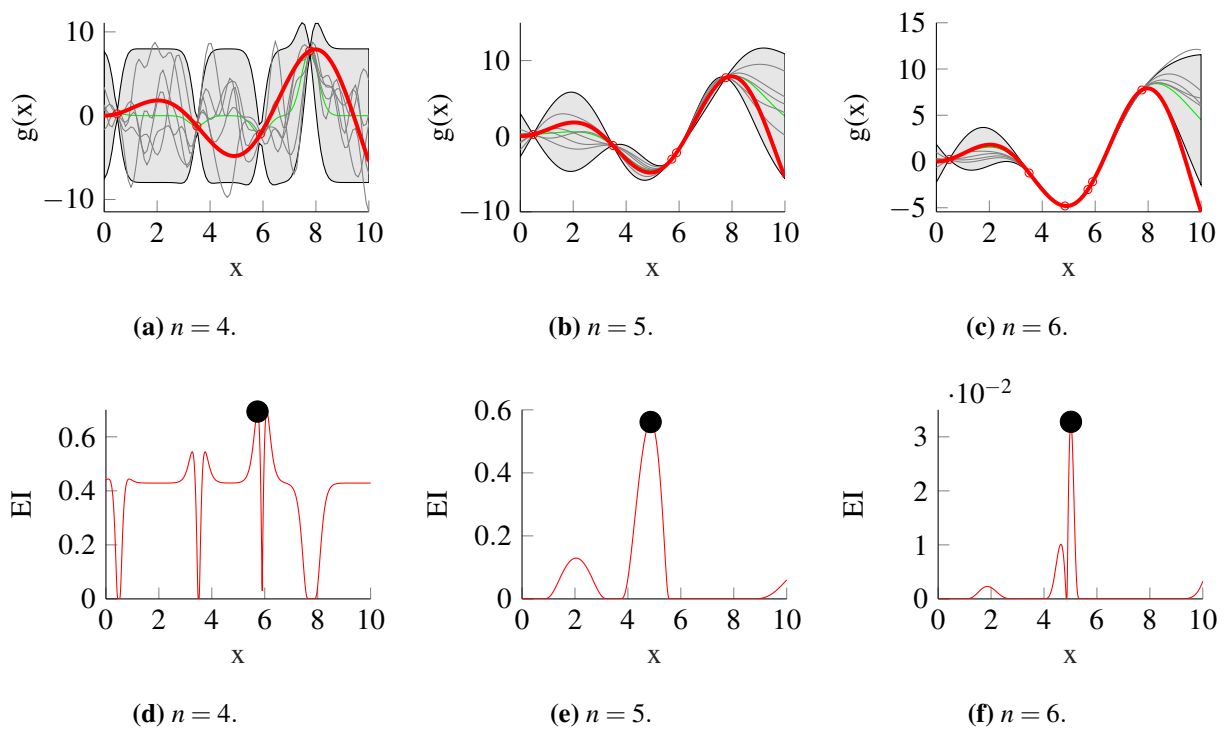 10
0
−10
g(x)
0 2 4 6 8 10
x
(a) n = 4.
10
0
−10
g(x)
0 2 4 6 8 10
x
(b) n = 5.
15
10
5
0
−5
g(x)
0 2 4 6 8 10
x
(c) n = 6.
0.6
0.4
0.2
0
EI
0 2 4 6 8 10
x
(d) n = 4.
0.6
0.4
0.2
0
EI
0 2 4 6 8 10
x
(e) n = 5.
·10−2
3
2
1
0
EI
0 2 4 6 8 10
x
(f) n = 6.